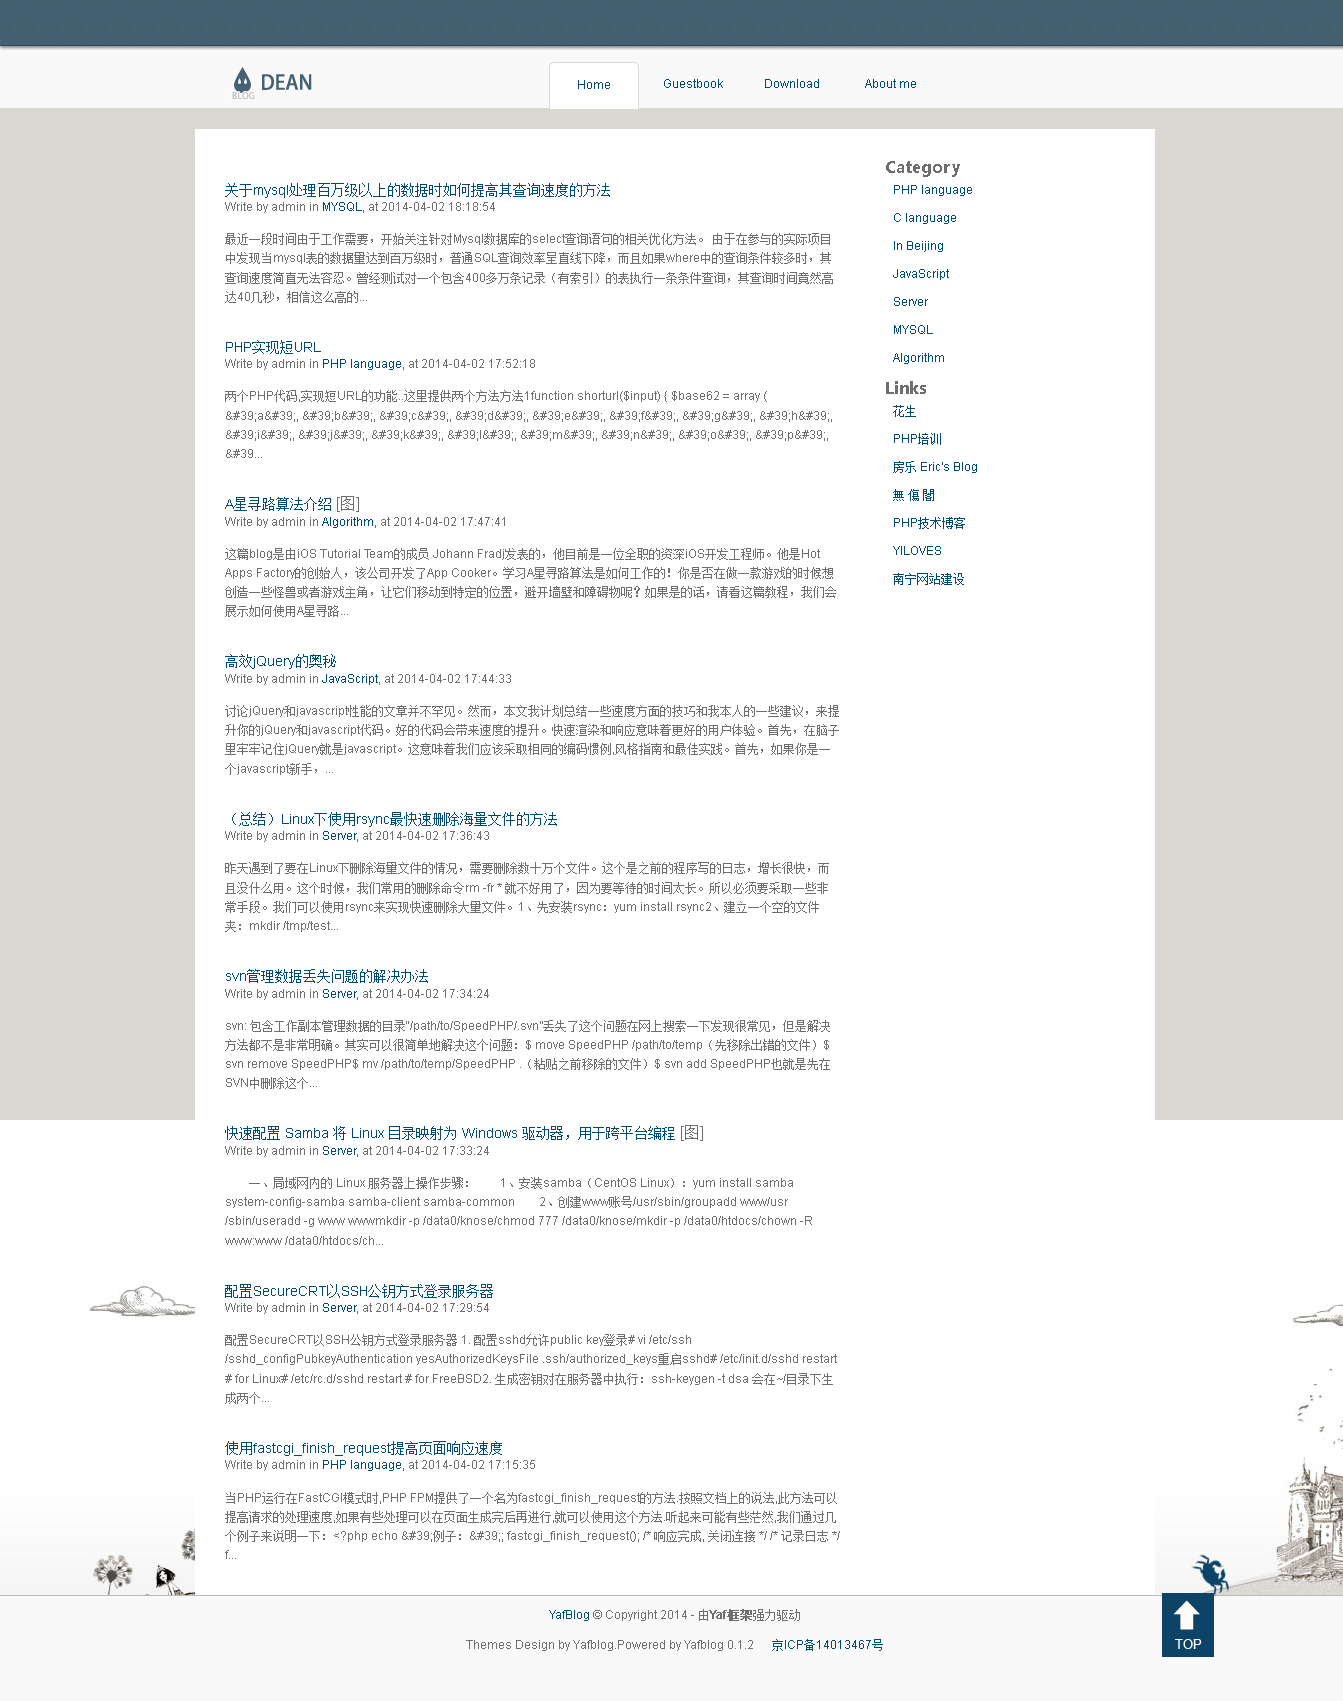 DEAN
BLOG
Home
Guestbook
Download
About me
关于mysql处理百万级以上的数据时如何提高其查询速度的方法
Write by admin in MYSQL, at 2014-04-02 18:18:54
最近一段时间由于工作需要，开始关注针对Mysql数据库的select查询语句的相关优化方法。 由于在参与的实际项目
中发现当mysql表的数据量达到百万级时，普通SQL查询效率呈直线下降，而且如果where中的查询条件较多时，其
查询速度简直无法容忍。曾经测试对一个包含400多万条记录（有索引）的表执行一条条件查询，其查询时间竟然高
达40几秒，相信这么高的...
PHP实现短URL
Write by admin in PHP language, at 2014-04-02 17:52:18
两个PHP代码,实现短URL的功能..这里提供两个方法方法1function shorturl($input) { $base62 = array (
&#39;a&#39;, &#39;b&#39;, &#39;c&#39;, &#39;d&#39;, &#39;e&#39;, &#39;f&#39;, &#39;g&#39;, &#39;h&#39;,
&#39;i&#39;, &#39;j&#39;, &#39;k&#39;, &#39;l&#39;, &#39;m&#39;, &#39;n&#39;, &#39;o&#39;, &#39;p&#39;,
&#39...
A星寻路算法介绍 [图]
Write by admin in Algorithm, at 2014-04-02 17:47:41
这篇blog是由iOS Tutorial Team的成员 Johann Fradj发表的，他目前是一位全职的资深iOS开发工程师。他是Hot
Apps Factory的创始人，该公司开发了App Cooker。学习A星寻路算法是如何工作的！你是否在做一款游戏的时候想
创造一些怪兽或者游戏主角，让它们移动到特定的位置，避开墙壁和障碍物呢？如果是的话，请看这篇教程，我们会
展示如何使用A星寻路...
高效jQuery的奥秘
Write by admin in JavaScript, at 2014-04-02 17:44:33
讨论jQuery和javascript性能的文章并不罕见。然而，本文我计划总结一些速度方面的技巧和我本人的一些建议，来提
升你的jQuery和javascript代码。好的代码会带来速度的提升。快速渲染和响应意味着更好的用户体验。首先，在脑子
里牢牢记住jQuery就是javascript。这意味着我们应该采取相同的编码惯例,风格指南和最佳实践。首先，如果你是一
个javascript新手，...
（总结）Linux下使用rsync最快速删除海量文件的方法
Write by admin in Server, at 2014-04-02 17:36:43
昨天遇到了要在Linux下删除海量文件的情况，需要删除数十万个文件。这个是之前的程序写的日志，增长很快，而
且没什么用。这个时候，我们常用的删除命令rm -fr * 就不好用了，因为要等待的时间太长。所以必须要采取一些非
常手段。我们可以使用rsync来实现快速删除大量文件。1、先安装rsync：yum install rsync2、建立一个空的文件
夹：mkdir /tmp/test...
svn管理数据丢失问题的解决办法
Write by admin in Server, at 2014-04-02 17:34:24
svn: 包含工作副本管理数据的目录"/path/to/SpeedPHP/.svn"丢失了这个问题在网上搜索一下发现很常见，但是解决
方法都不是非常明确。其实可以很简单地解决这个问题：$ move SpeedPHP /path/to/temp（先移除出错的文件）$
svn remove SpeedPHP$ mv /path/to/temp/SpeedPHP .（粘贴之前移除的文件）$ svn add SpeedPHP也就是先在
SVN中删除这个...
快速配置 Samba 将 Linux 目录映射为 Windows 驱动器，用于跨平台编程 [图]
Write by admin in Server, at 2014-04-02 17:33:24
一、局域网内的 Linux 服务器上操作步骤： 1、安装samba（CentOS Linux）：yum install samba
system-config-samba samba-client samba-common 2、创建www账号/usr/sbin/groupadd www/usr
/sbin/useradd -g www wwwmkdir -p /data0/knose/chmod 777 /data0/knose/mkdir -p /data0/htdocs/chown -R
www:www /data0/htdocs/ch...
配置SecureCRT以SSH公钥方式登录服务器
Write by admin in Server, at 2014-04-02 17:29:54
配置SecureCRT以SSH公钥方式登录服务器 1. 配置sshd允许public key登录# vi /etc/ssh
/sshd_configPubkeyAuthentication yesAuthorizedKeysFile .ssh/authorized_keys重启sshd# /etc/init.d/sshd restart
# for Linux# /etc/rc.d/sshd restart # for FreeBSD2. 生成密钥对在服务器中执行：ssh-keygen -t dsa 会在~/目录下生
成两个...
使用fastcgi_finish_request提高页面响应速度
Write by admin in PHP language, at 2014-04-02 17:15:35
当PHP运行在FastCGI模式时,PHP FPM提供了一个名为fastcgi_finish_request的方法.按照文档上的说法,此方法可以
提高请求的处理速度,如果有些处理可以在页面生成完后再进行,就可以使用这个方法.听起来可能有些茫然,我们通过几
个例子来说明一下：<?php echo &#39;例子：&#39;; fastcgi_finish_request(); /* 响应完成, 关闭连接 */ /* 记录日志 */
f...
Category
PHP language
C language
In Beijing
JavaScript
Server
MYSQL
Algorithm
Links
花生
PHP培训
房乐 Eric's Blog
無 傷 閣
PHP技术博客
YILOVES
南宁网站建设
YafBlog © Copyright 2014 - 由Yaf框架强力驱动
Themes Design by Yafblog.Powered by Yafblog 0.1.2 京ICP备14013467号
TOP